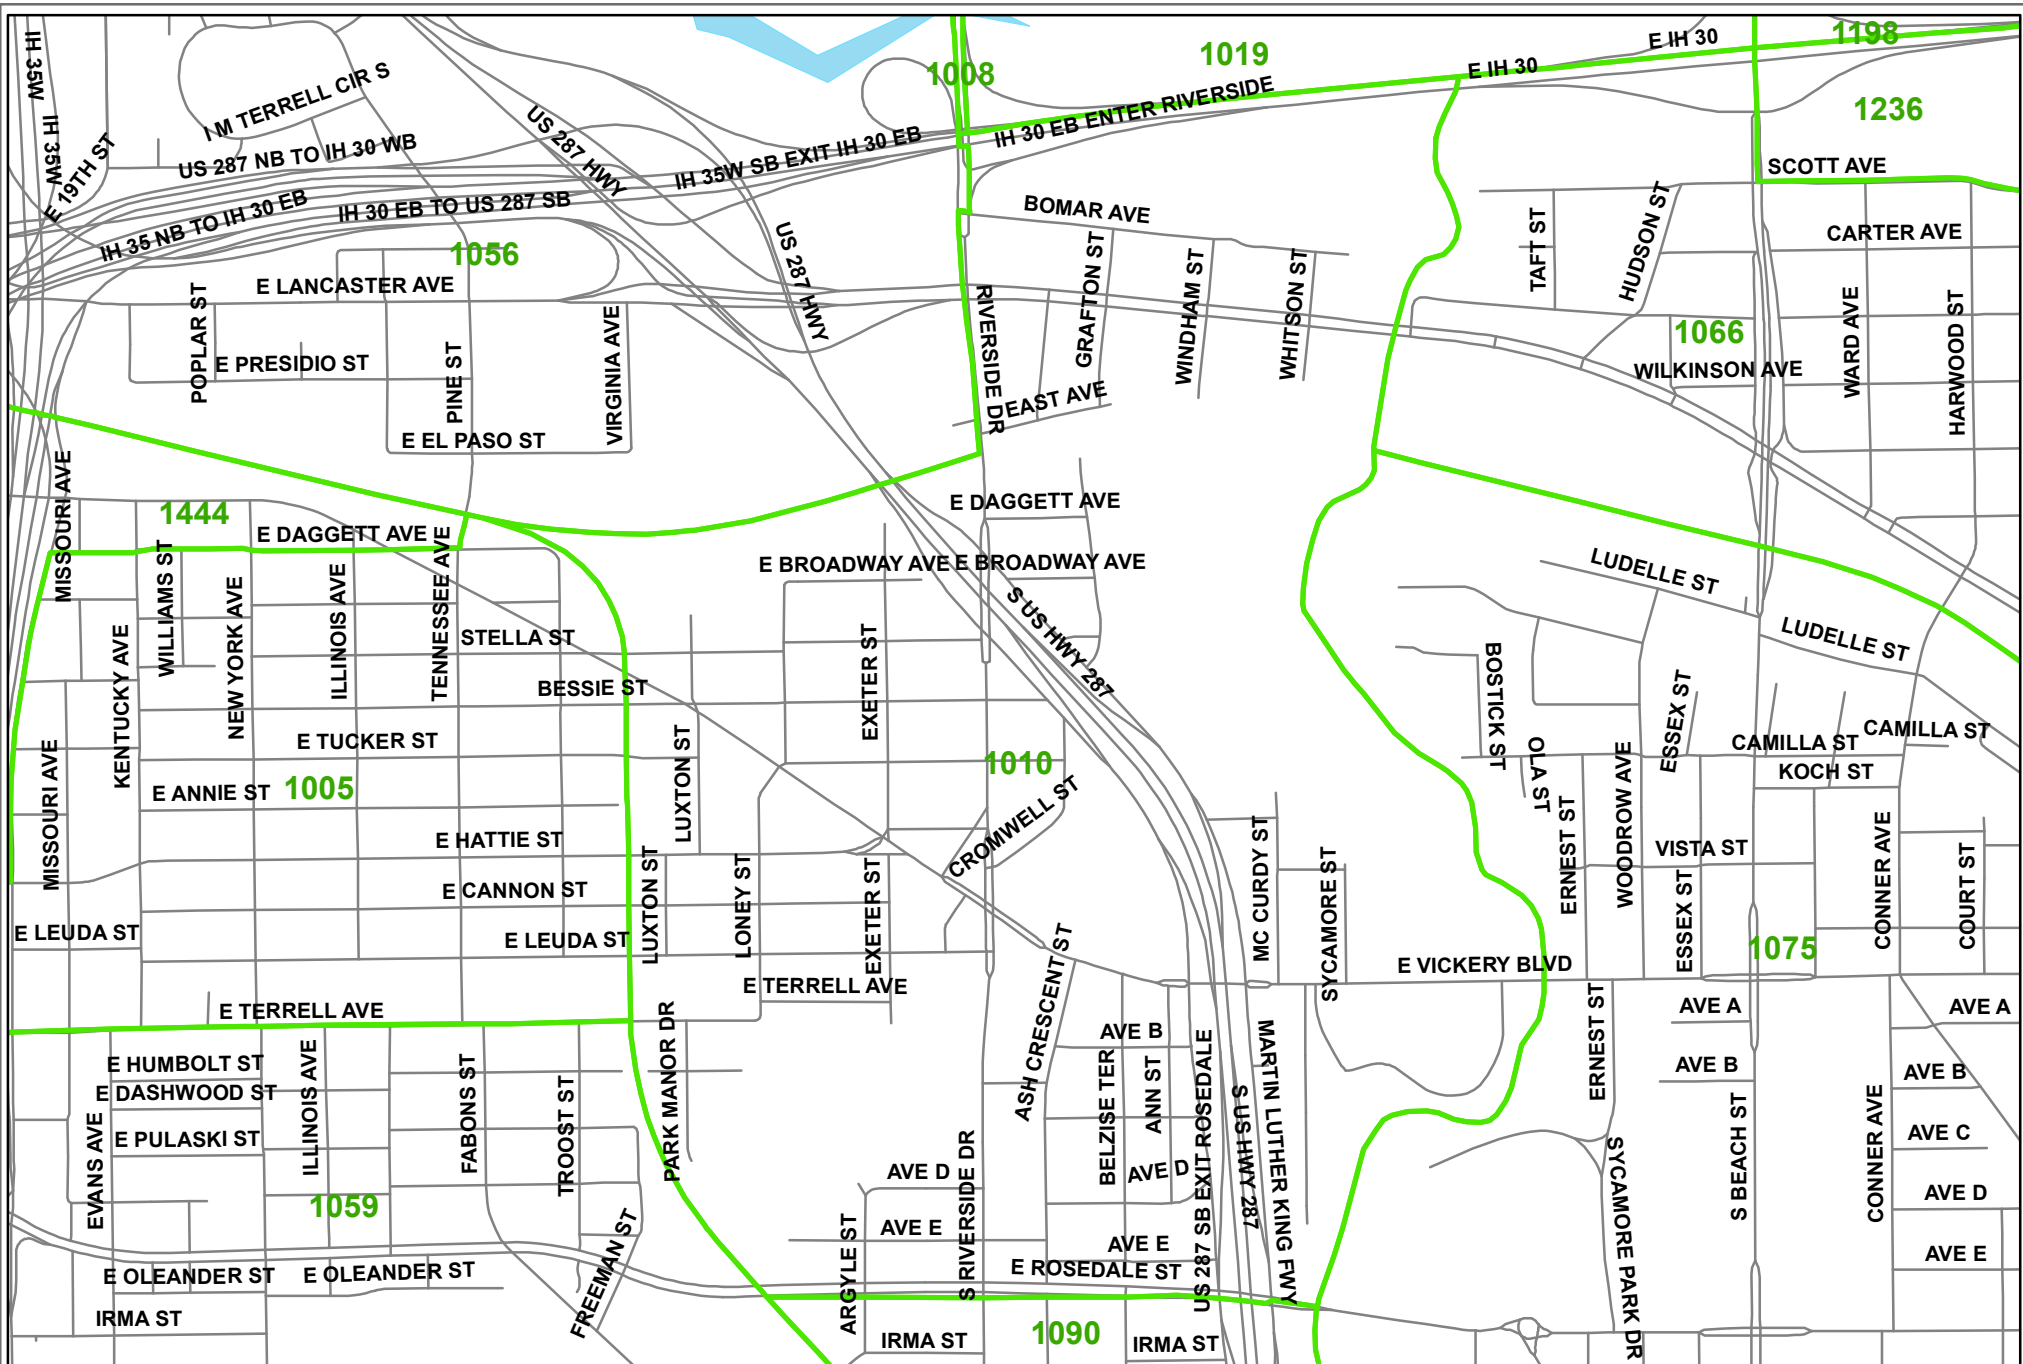 IH 35W
IH 35W
E 19TH ST
I M TERRELL CIR S
US 287 NB TO IH 30 WB
IH 35 NB TO IH 30 EB
IH 30 EB TO US 287 SB
US 287 HWY
IH 35W SB EXIT IH 30 EB
US 287 HWY
1008
1019
IH 30 EB ENTER RIVERSIDE
E IH 30
E IH 30
1198
1236
SCOTT AVE
BOMAR AVE
TAFT ST
HUDSON ST
CARTER AVE
1056
E LANCASTER AVE
POPLAR ST
E PRESIDIO ST
PINE ST
VIRGINIA AVE
E EL PASO ST
RIVERSIDE DR
GRAFTON ST
WINDHAM ST
WHITSON ST
EAST AVE
1066
WILKINSON AVE
WARD AVE
HARWOOD ST
MISSOURI AVE
1444
E DAGGETT AVE
E DAGGETT AVE
WILLIAMS ST
NEW YORK AVE
ILLINOIS AVE
TENNESSEE AVE
E BROADWAY AVE
E BROADWAY AVE
LUDELLE ST
LUDELLE ST
KENTUCKY AVE
STELLA ST
BESSIE ST
EXETER ST
S US HWY 287
BOSTICK ST
ESSEX ST
E TUCKER ST
LUXTON ST
1010
OLA ST
CAMILLA ST
CAMILLA ST
KOCH ST
MISSOURI AVE
E ANNIE ST
1005
E HATTIE ST
CROMWELL ST
MC CURDY ST
SYCAMORE ST
ERNEST ST
WOODROW AVE
VISTA ST
ESSEX ST
CONNER AVE
COURT ST
E CANNON ST
LUXTON ST
LONEY ST
EXETER ST
E LEUDA ST
E LEUDA ST
1075
E VICKERY BLVD
E TERRELL AVE
E TERRELL AVE
ASH CRESCENT ST
AVE A
AVE A
ERNEST ST
PARK MANOR DR
AVE B
BELZISE TER
ANN ST
US 287 SB EXIT ROSEDALE
S US HWY 287
MARTIN LUTHER KING FWY
E HUMBOLT ST
E DASHWOOD ST
E PULASKI ST
ILLINOIS AVE
FABONS ST
TROOST ST
AVE B
AVE B
S BEACH ST
CONNER AVE
AVE C
EVANS AVE
1059
AVE D
AVE D
AVE D
SYCAMORE PARK DR
S RIVERSIDE DR
ARGYLE ST
AVE E
AVE E
AVE E
FREEMAN ST
E OLEANDER ST
E OLEANDER ST
E ROSEDALE ST
IRMA ST
IRMA ST
1090
IRMA ST